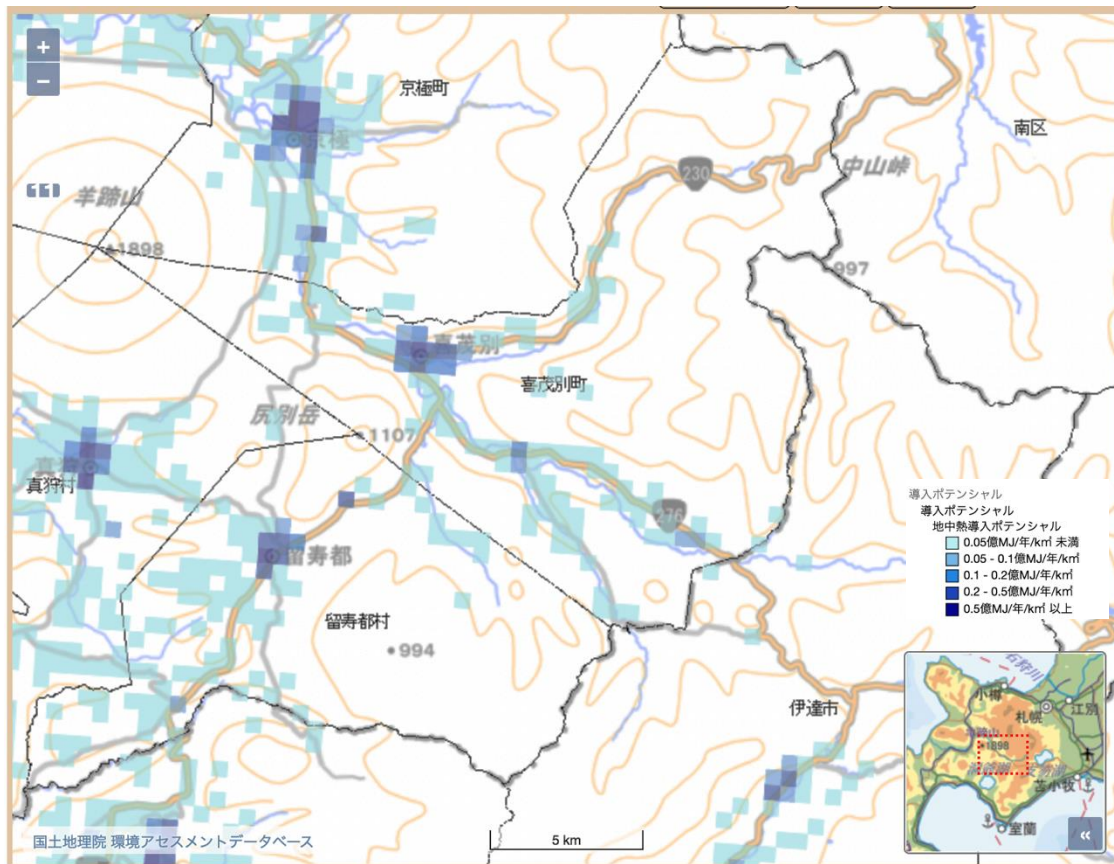 +
−
京極町
京極
羊蹄山
1898
230
中山峠
南区
997
喜茂別
喜茂別町
尻別岳
1107
真狩
真狩村
276
留寿都
留寿都村
994
伊達市
導入ポテンシャル
導入ポテンシャル
地中熱導入ポテンシャル
0.05億MJ/年/k㎡ 未満
0.05 - 0.1億MJ/年/k㎡
0.1 - 0.2億MJ/年/k㎡
0.2 - 0.5億MJ/年/k㎡
0.5億MJ/年/k㎡ 以上
石狩川
小樽
札幌
江別
1898
苫小牧
室蘭
«
5 km
国土地理院 環境アセスメントデータベース